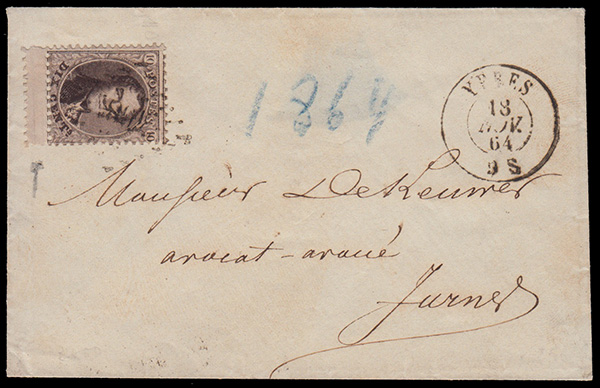 1864
YPRES
18
NOV
64
9 S
Monsieur DeKeuwer
avocat-avoué
Furnes